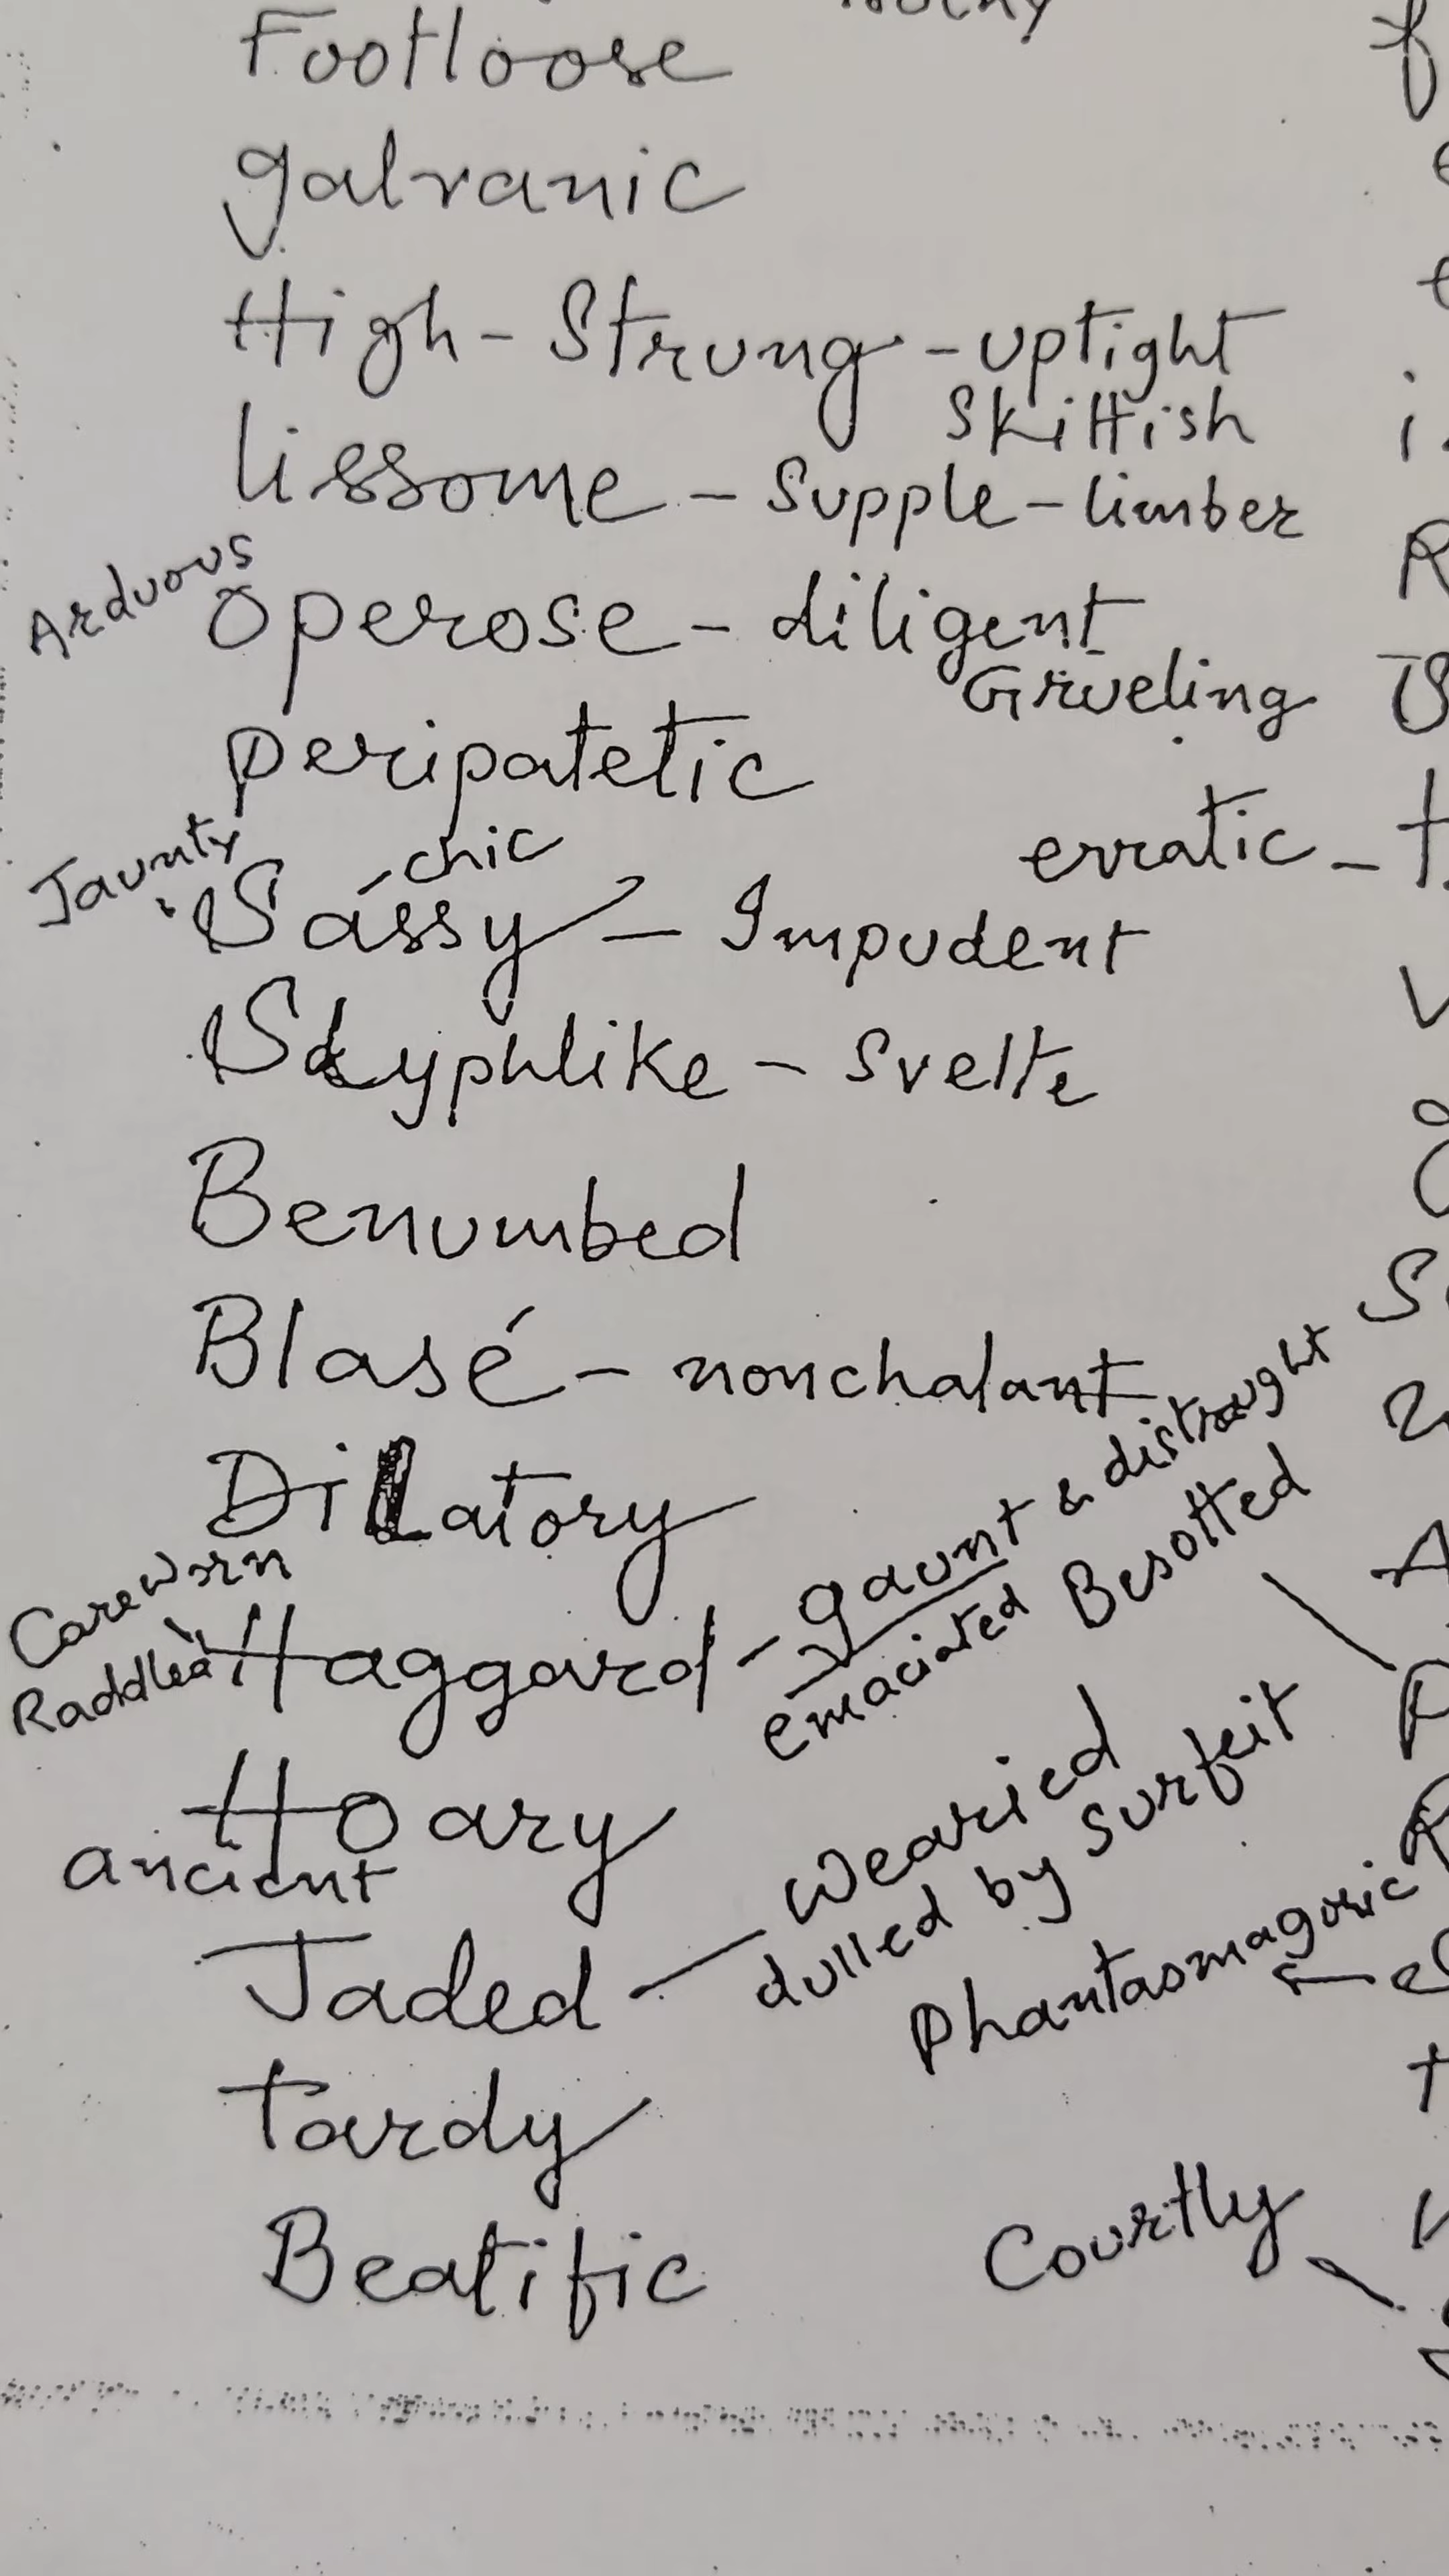 Footloose
galvanic
High-Strung - uptight
Skittish
lissome - Supple - limber
Arduous
Operose - diligent
Grueling
peripatetic
erratic -
Jaunty
- chic
Sassy - Impudent
Slyphlike - Svelte
Benumbed
Blasé - nonchalant
Dilatory
Careworn
Raddled
Haggard - gaunt & distraught
emaciated Besotted
Hoary
ancient
Jaded - wearied
dulled by surfeit
Phantasmagoric
tardy
Courtly
Beatific